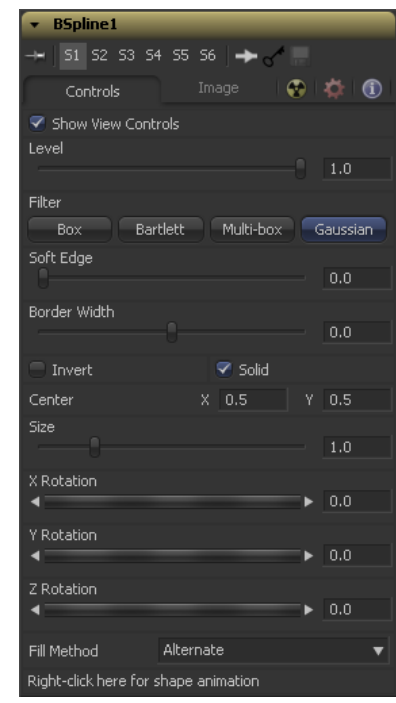 BSpline1
S1 S2 S3 S4 S5 S6
Controls Image
Show View Controls
Level
1.0
Filter
Box Bartlett Multi-box Gaussian
Soft Edge
0.0
Border Width
0.0
Invert Solid
Center X 0.5 Y 0.5
Size
1.0
X Rotation
0.0
Y Rotation
0.0
Z Rotation
0.0
Fill Method Alternate
Right-click here for shape animation